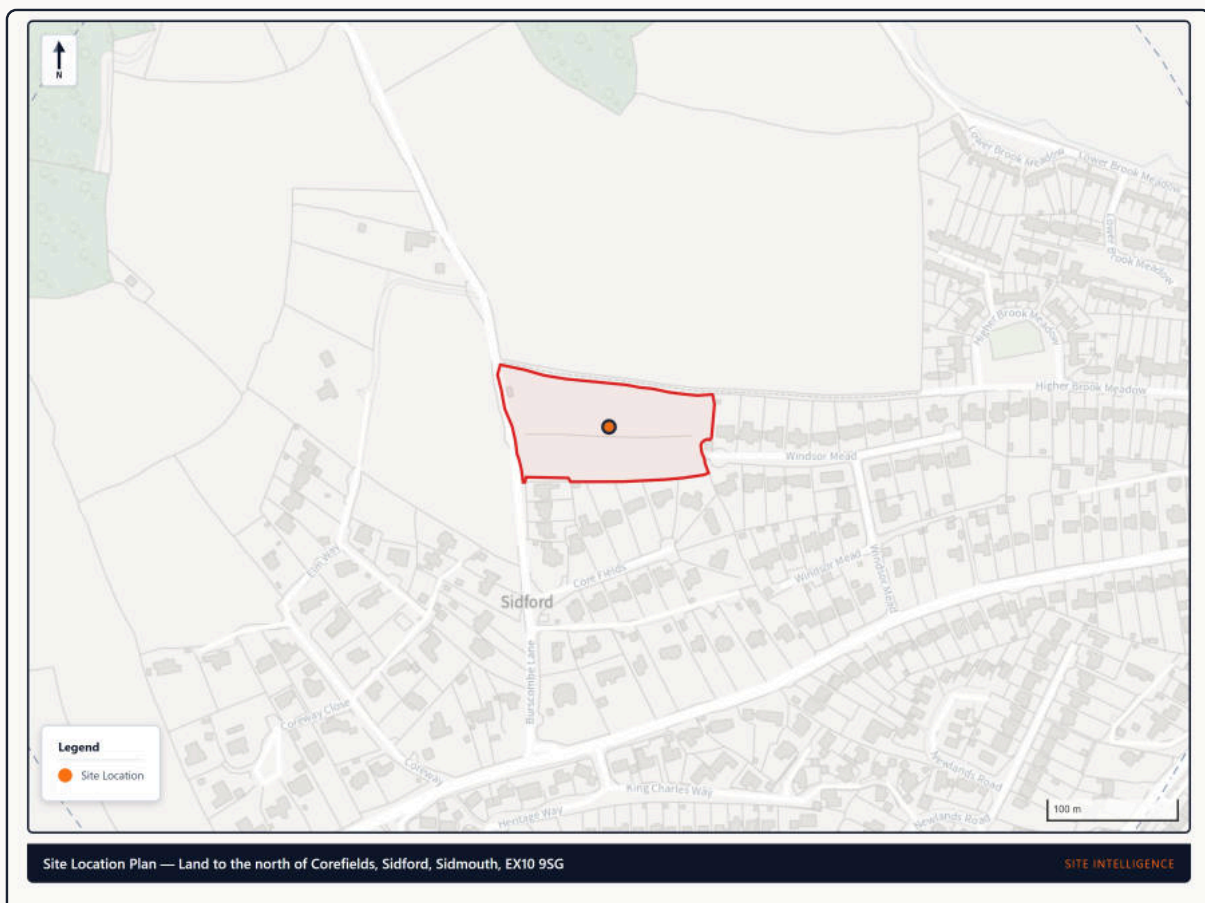 N
Lower Brook Meadow
Lower Brook Meadow
Lower Brook Meadow
Higher Brook Meadow
Higher Brook Meadow
Windsor Mead
Windsor Mead
Windsor Mead
Elm Way
Core Fields
Sidford
Burscombe Lane
Coreway Close
Coreway
King Charles Way
Heritage Way
Newlands Road
Newlands Road
Legend
Site Location
100 m
Site Location Plan — Land to the north of Corefields, Sidford, Sidmouth, EX10 9SG
SITE INTELLIGENCE